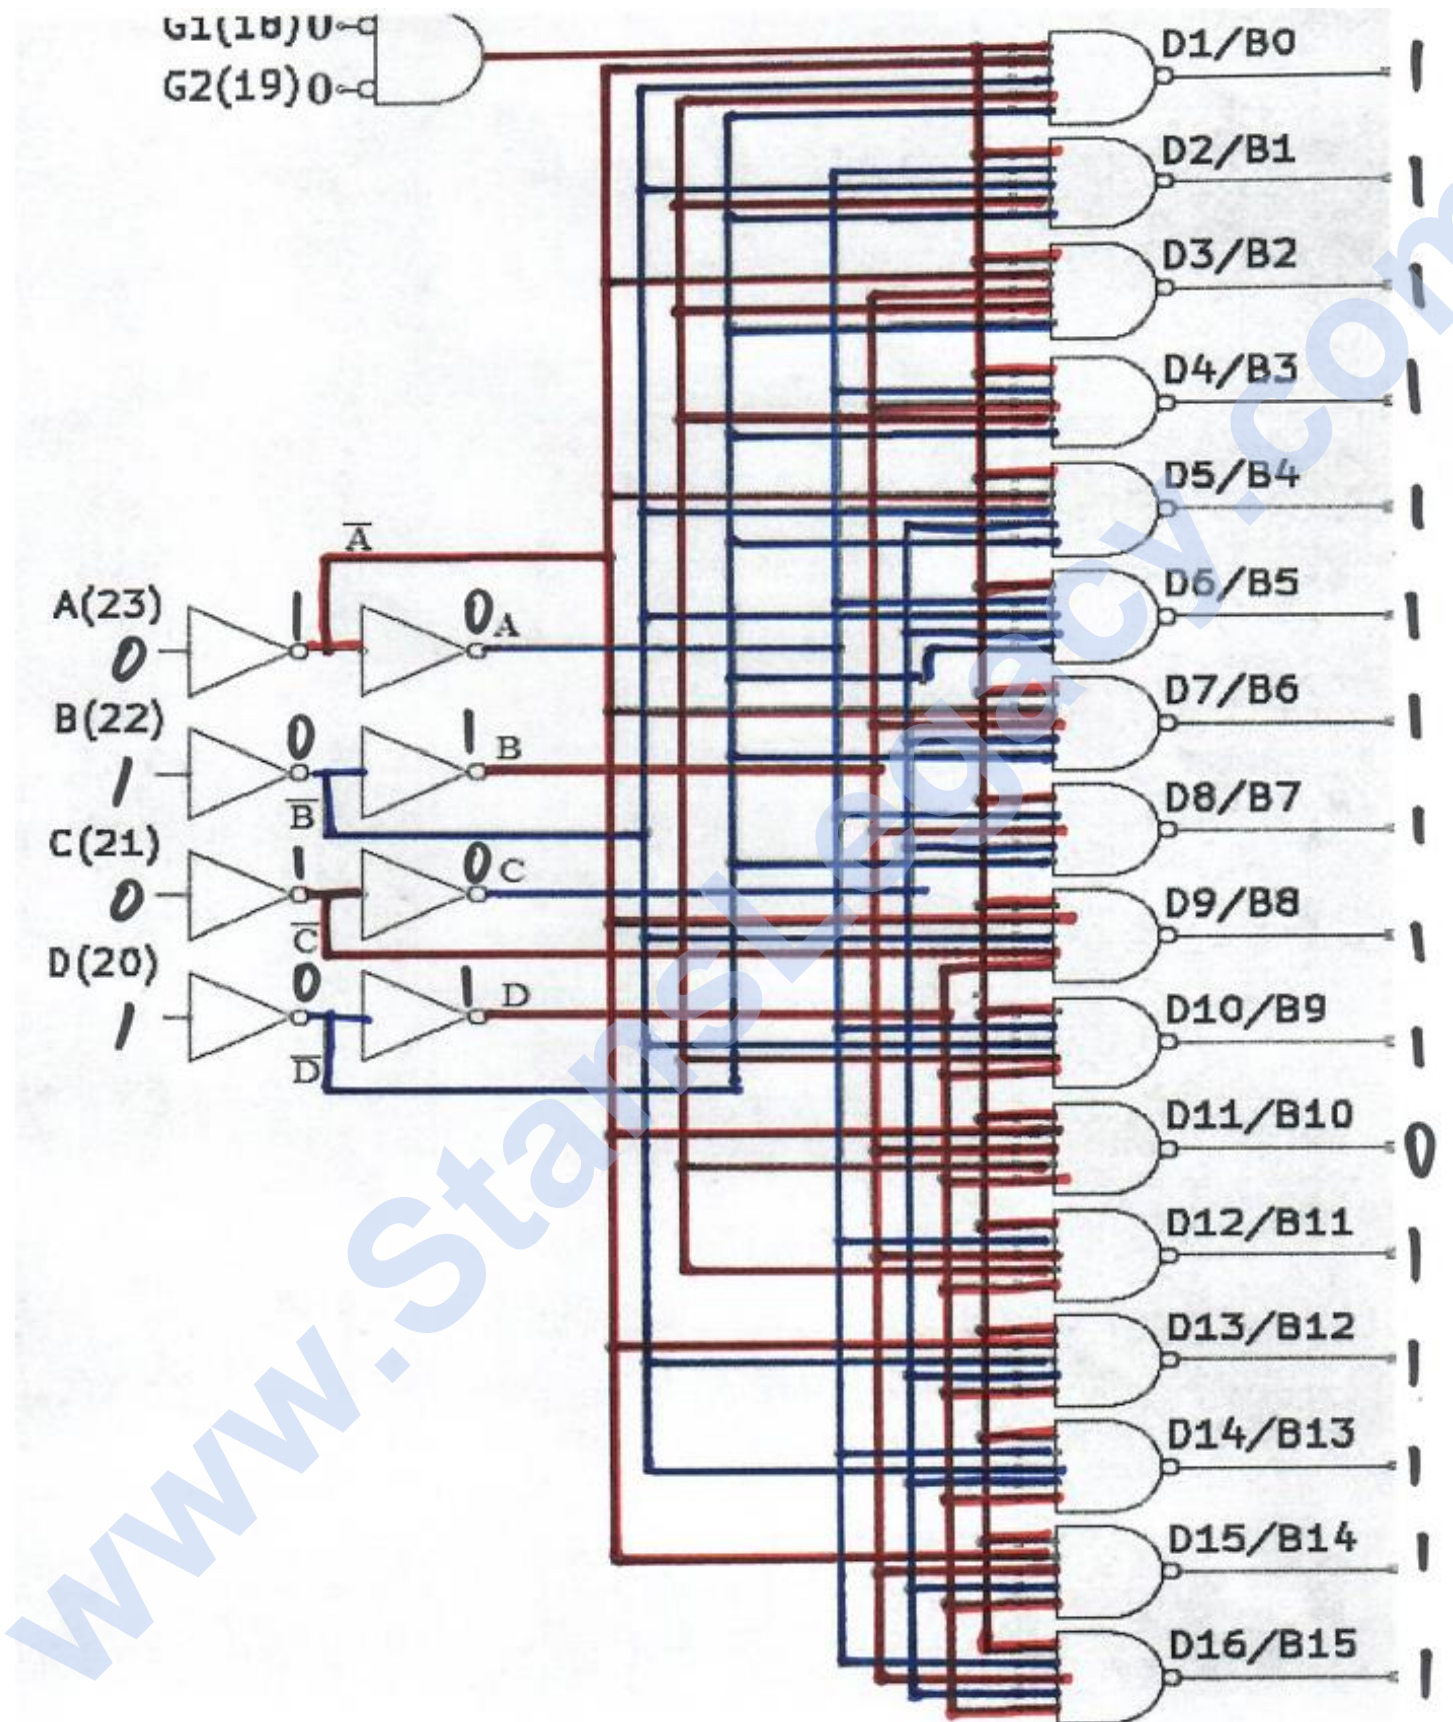 G1(18)0
G2(19)0
D1/B0 1
D2/B1 1
D3/B2 1
D4/B3 1
D5/B4 1
A
A(23) 1 0 A
0
D6/B5 1
B(22) 0 1 B
1
D7/B6 1
B
C(21) 1 0 C
0
D8/B7 1
C
D(20) 0 1 D
1
D9/B8 1
D
D10/B9 1
D11/B10 0
D12/B11 1
D13/B12 1
D14/B13 1
D15/B14 1
D16/B15 1
www.StansLegacy.com